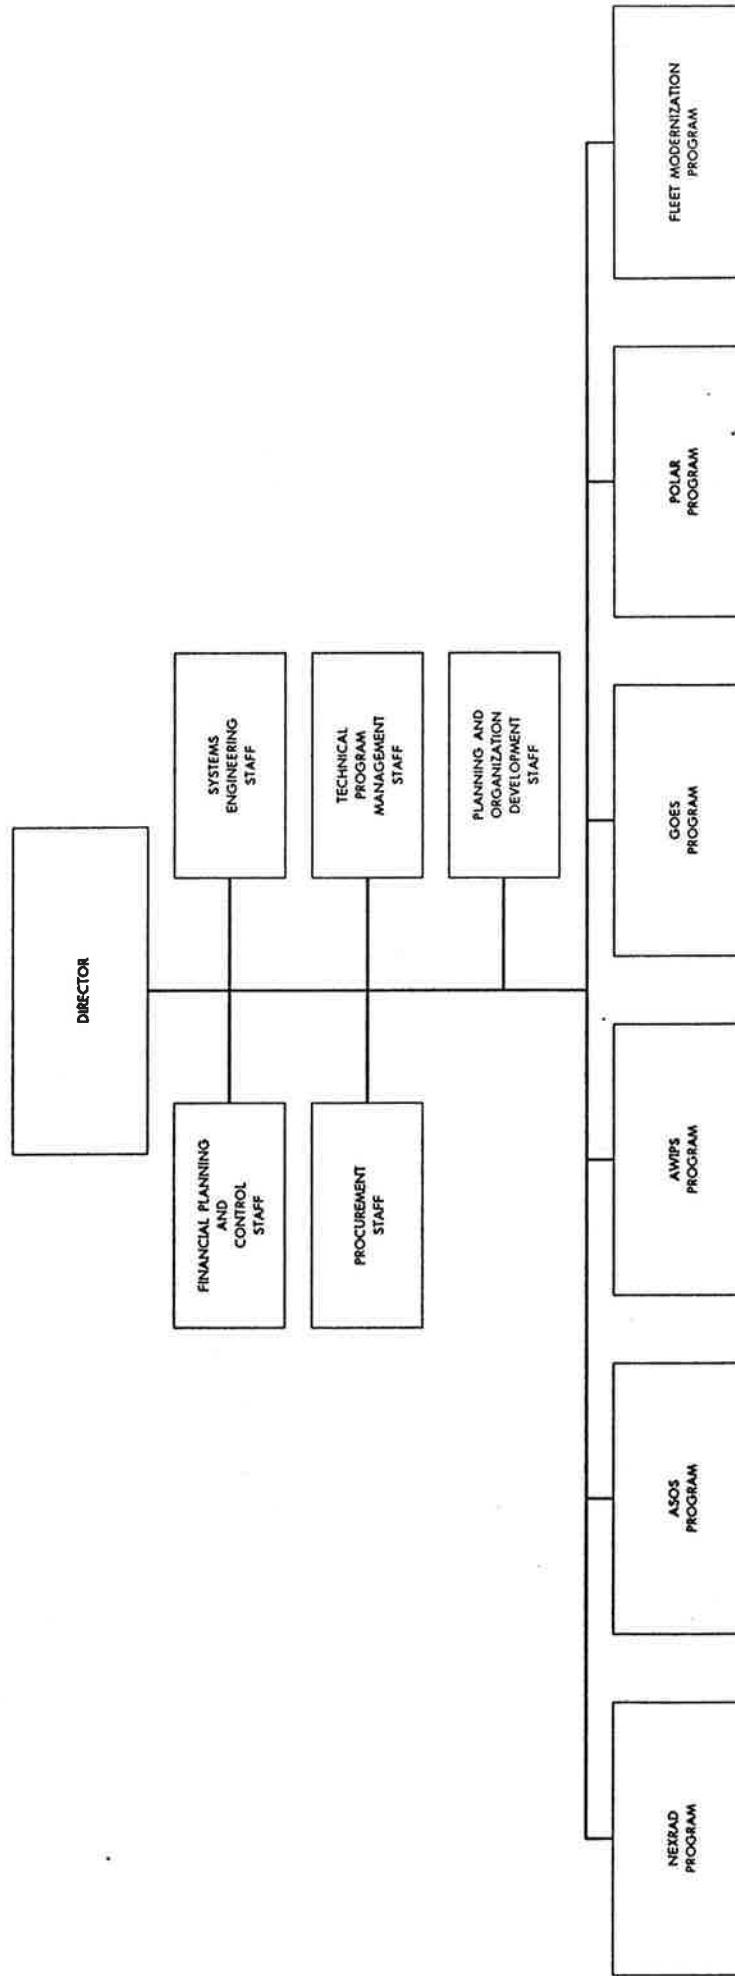 DIRECTOR
FINANCIAL PLANNING
AND
CONTROL
STAFF
SYSTEMS
ENGINEERING
STAFF
PROCUREMENT
STAFF
TECHNICAL
PROGRAM
MANAGEMENT
STAFF
PLANNING AND
ORGANIZATION
DEVELOPMENT
STAFF
NEXRAD
PROGRAM
ASOS
PROGRAM
AWIPS
PROGRAM
GOES
PROGRAM
POLAR
PROGRAM
FLEET MODERNIZATION
PROGRAM